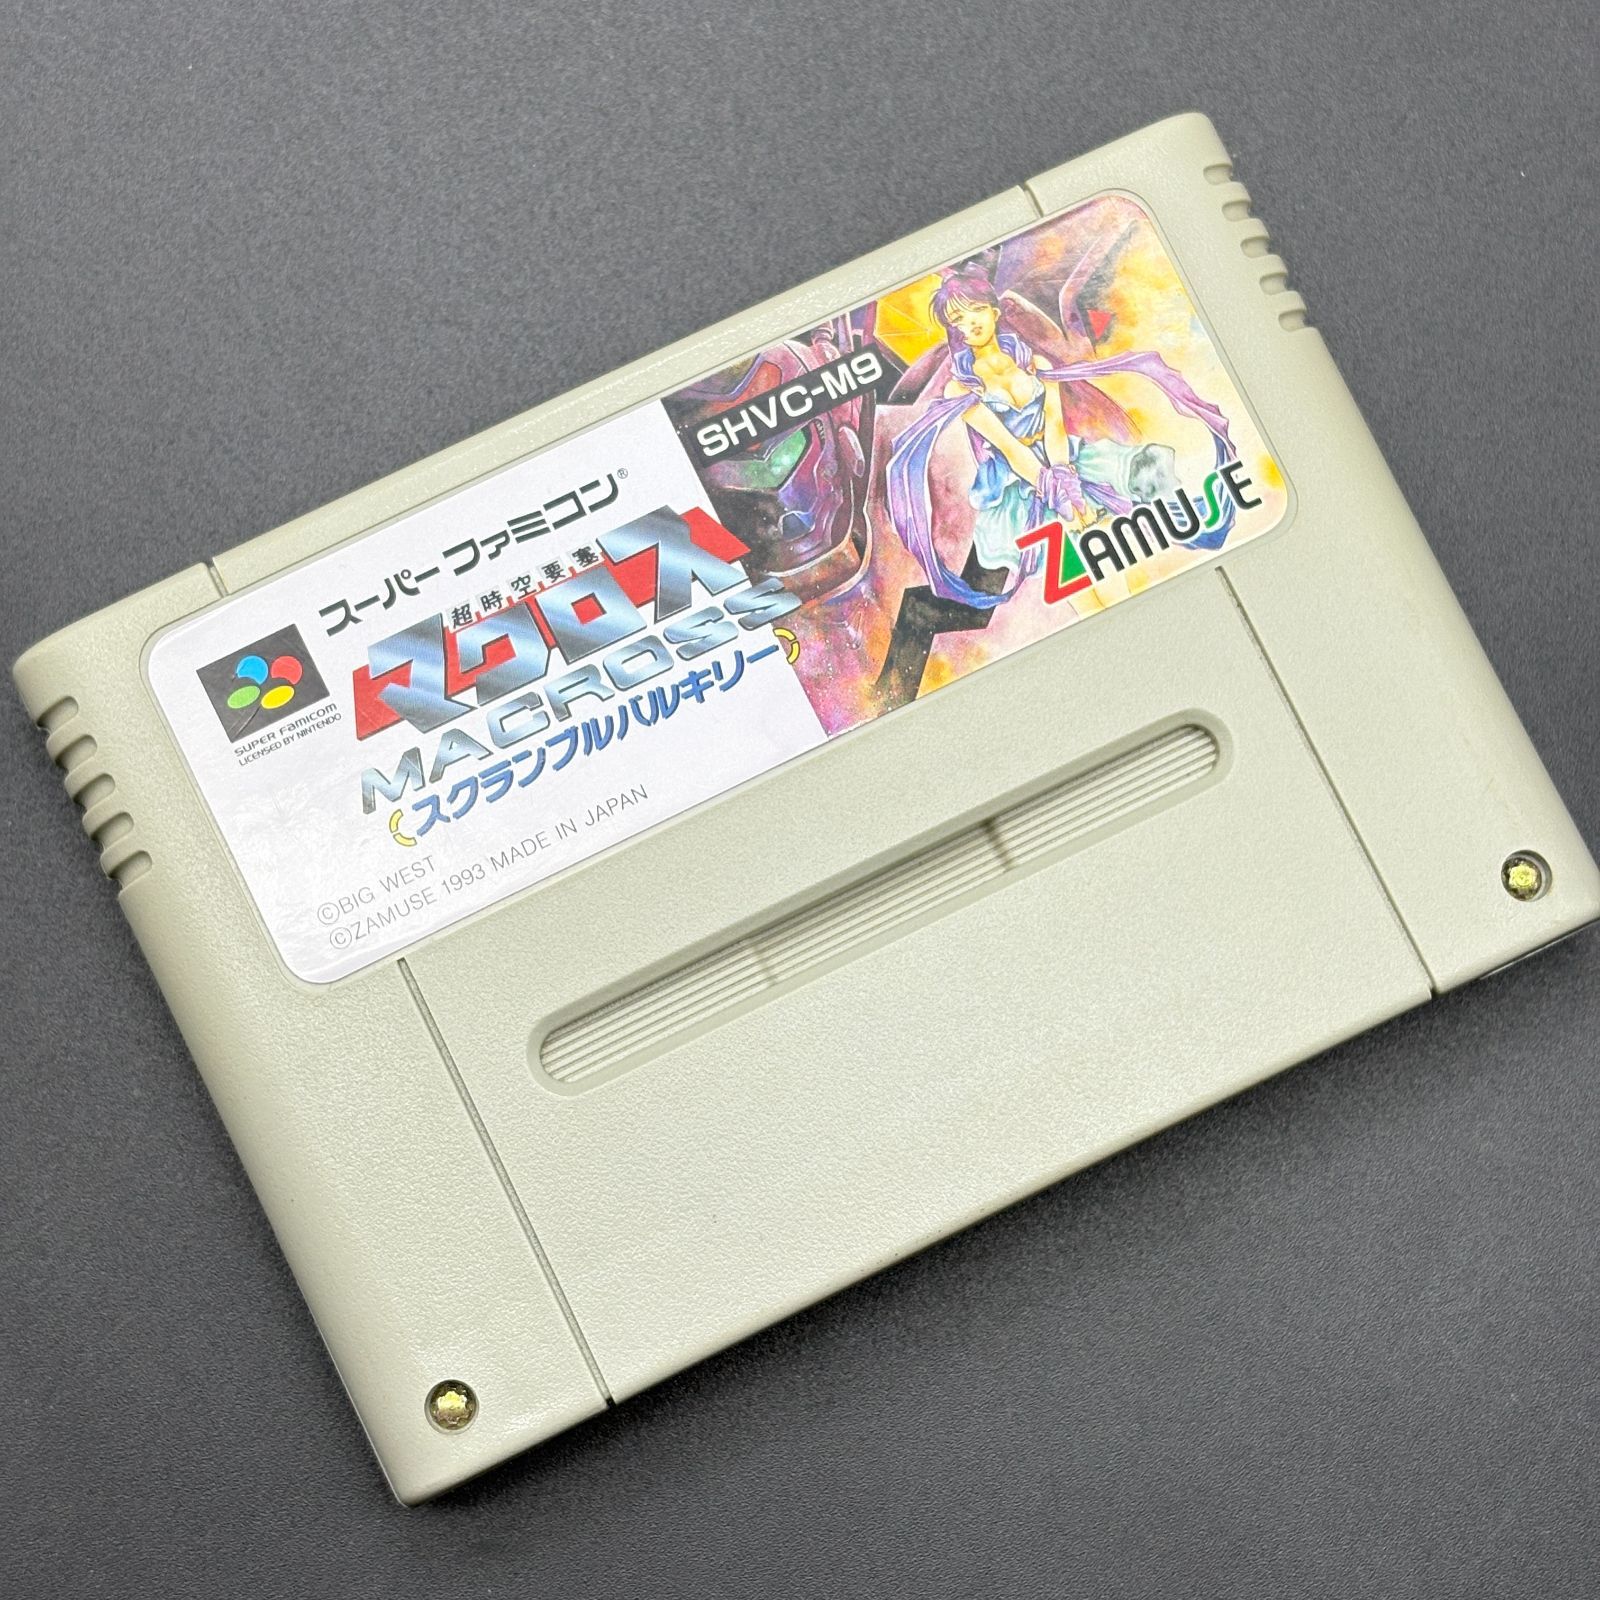 スーパーファミコン®
超時空要塞
マクロス
MACROSS
スクランブルバルキリー
SUPER FAMICOM
LICENSED BY NINTENDO
©BIG WEST
©ZAMUSE 1993 MADE IN JAPAN
SHVC-M9
ZAMUSE